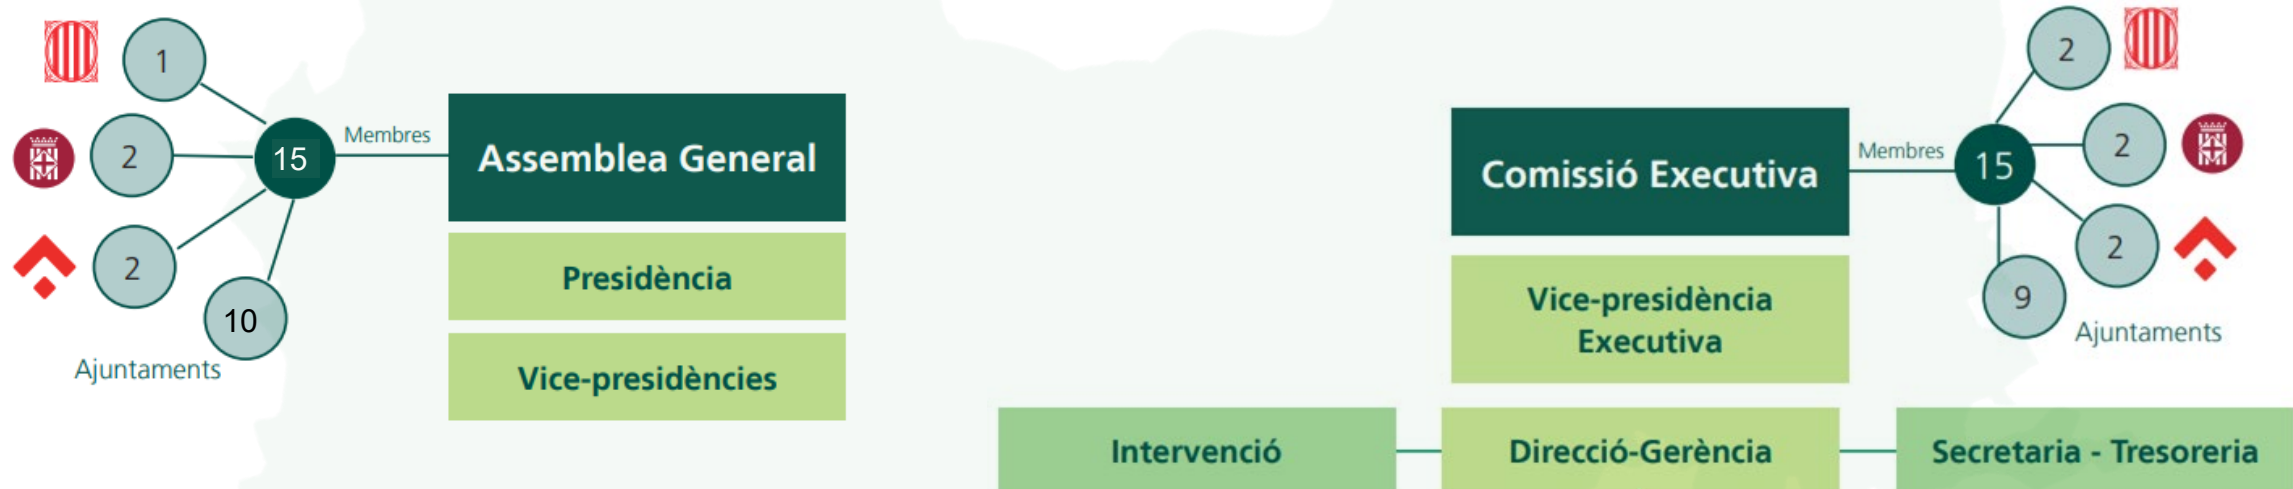 1
2
2
10
Ajuntaments
15
Membres
Assemblea General
Presidència
Vice-presidències
Comissió Executiva
Vice-presidència
Executiva
Membres
15
2
2
2
9
Ajuntaments
Intervenció
Direcció-Gerència
Secretaria - Tresoreria